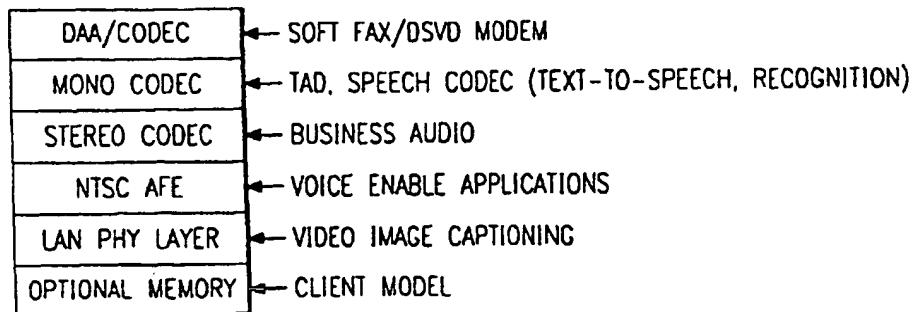 DAA/CODEC SOFT FAX/DSVD MODEM
MONO CODEC TAD, SPEECH CODEC (TEXT-TO-SPEECH, RECOGNITION)
STEREO CODEC BUSINESS AUDIO
NTSC AFE VOICE ENABLE APPLICATIONS
LAN PHY LAYER VIDEO IMAGE CAPTIONING
OPTIONAL MEMORY CLIENT MODEL